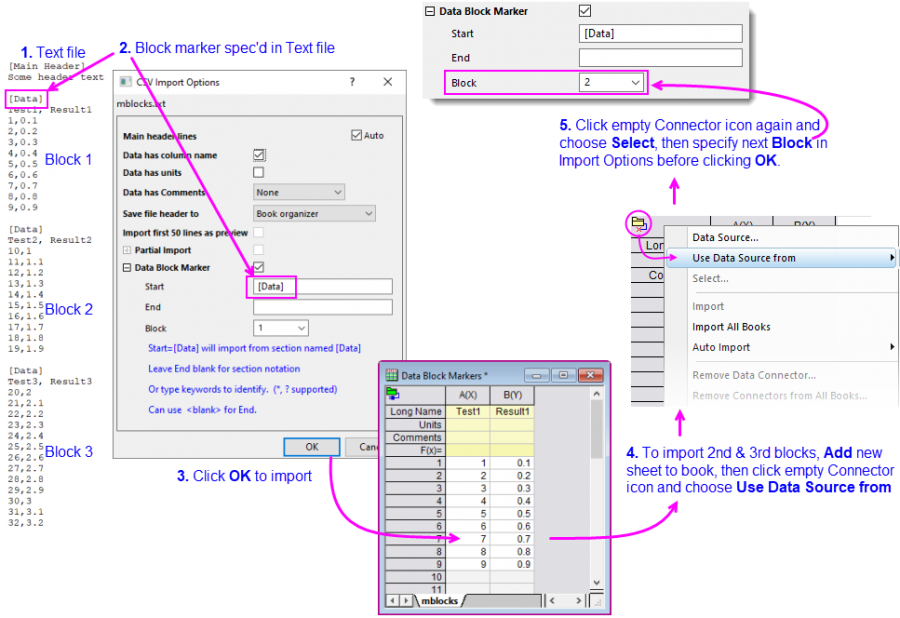 1. Text file
[Main Header]
Some header text
[Data]
Test1, Result1
1,0.1
2,0.2
3,0.3
4,0.4
5,0.5
6,0.6
7,0.7
8,0.8
9,0.9
Block 1
[Data]
Test2, Result2
10,1
11,1.1
12,1.2
13,1.3
14,1.4
15,1.5
16,1.6
17,1.7
18,1.8
19,1.9
Block 2
[Data]
Test3, Result3
20,2
21,2.1
22,2.2
23,2.3
24,2.4
25,2.5
26,2.6
27,2.7
28,2.8
29,2.9
30,3
31,3.1
32,3.2
Block 3
2. Block marker spec'd in Text file
CSV Import Options
? ×
mblocks.txt
Main header lines Auto
Data has column name
Data has units
Data has Comments None
Save file header to Book organizer
Import first 50 lines as preview
Partial Import
Data Block Marker
Start [Data]
End
Block 1
Start=[Data] will import from section named [Data]
Leave End blank for section notation
Or type keywords to identify. (*, ? supported)
Can use <blank> for End.
OK Can
3. Click OK to import
Data Block Markers *
A(X) B(Y)
Long Name Test1 Result1
Units
Comments
F(x)=
1 1 0.1
2 2 0.2
3 3 0.3
4 4 0.4
5 5 0.5
6 6 0.6
7 7 0.7
8 8 0.8
9 9 0.9
10
11
mblocks
4. To import 2nd & 3rd blocks, Add new
sheet to book, then click empty Connector
icon and choose Use Data Source from
A(X) B(Y)
Lon
Co
Data Source...
Use Data Source from
Select...
Import
Import All Books
Auto Import
Remove Data Connector...
Remove Connectors from All Books...
5. Click empty Connector icon again and
choose Select, then specify next Block in
Import Options before clicking OK.
Data Block Marker
Start [Data]
End
Block 2